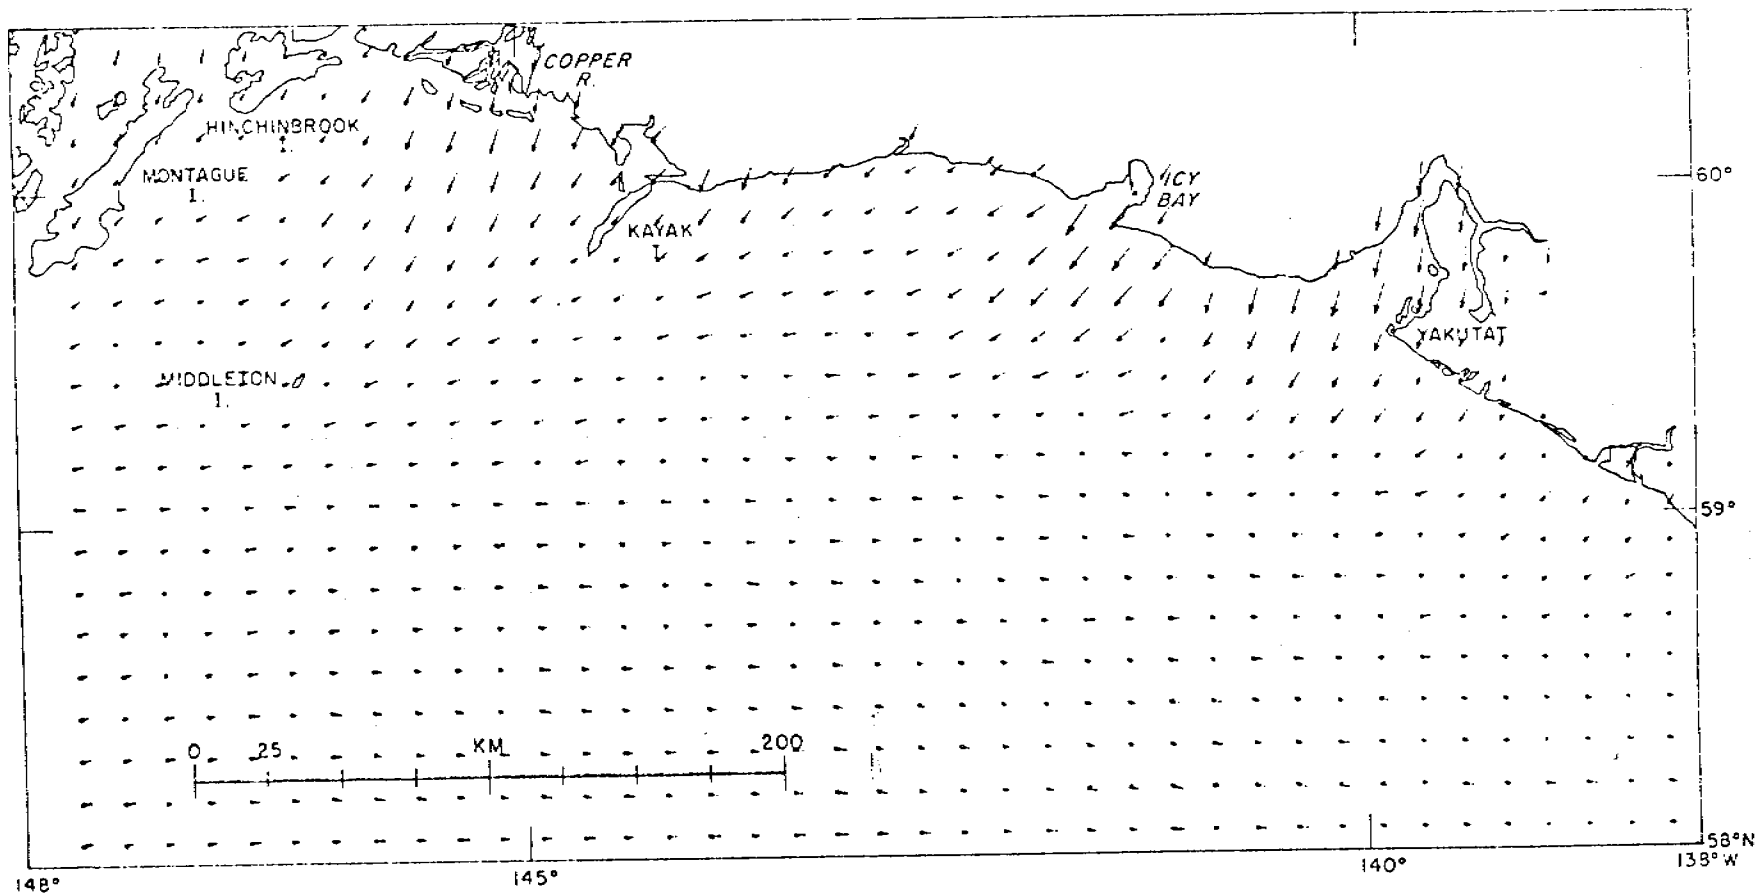 COPPER
R.
HINCHINBROOK
I.
MONTAGUE
I.
60°
ICY
BAY
KAYAK
I.
YAKUTAT
MIDDLETON
I.
59°
0 25 KM 200
58°N
148° 145° 140° 138°W